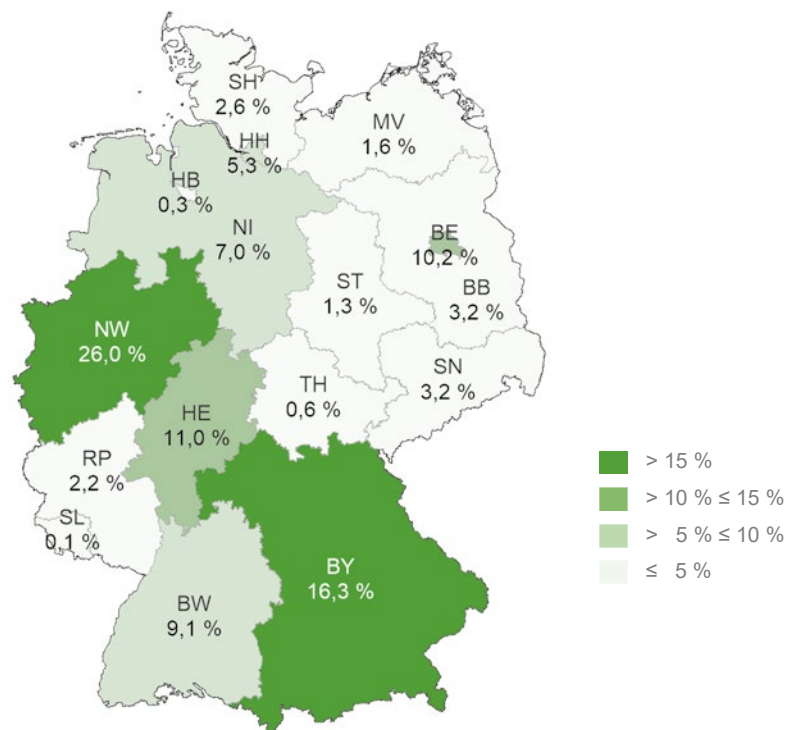 SH
2,6 %
MV
1,6 %
HH
5,3 %
HB
0,3 %
NI
7,0 %
BE
10,2 %
ST
1,3 %
BB
3,2 %
NW
26,0 %
SN
3,2 %
TH
0,6 %
HE
11,0 %
RP
2,2 %
SL
0,1 %
BY
16,3 %
BW
9,1 %
> 15 %
> 10 % ≤ 15 %
> 5 % ≤ 10 %
≤ 5 %